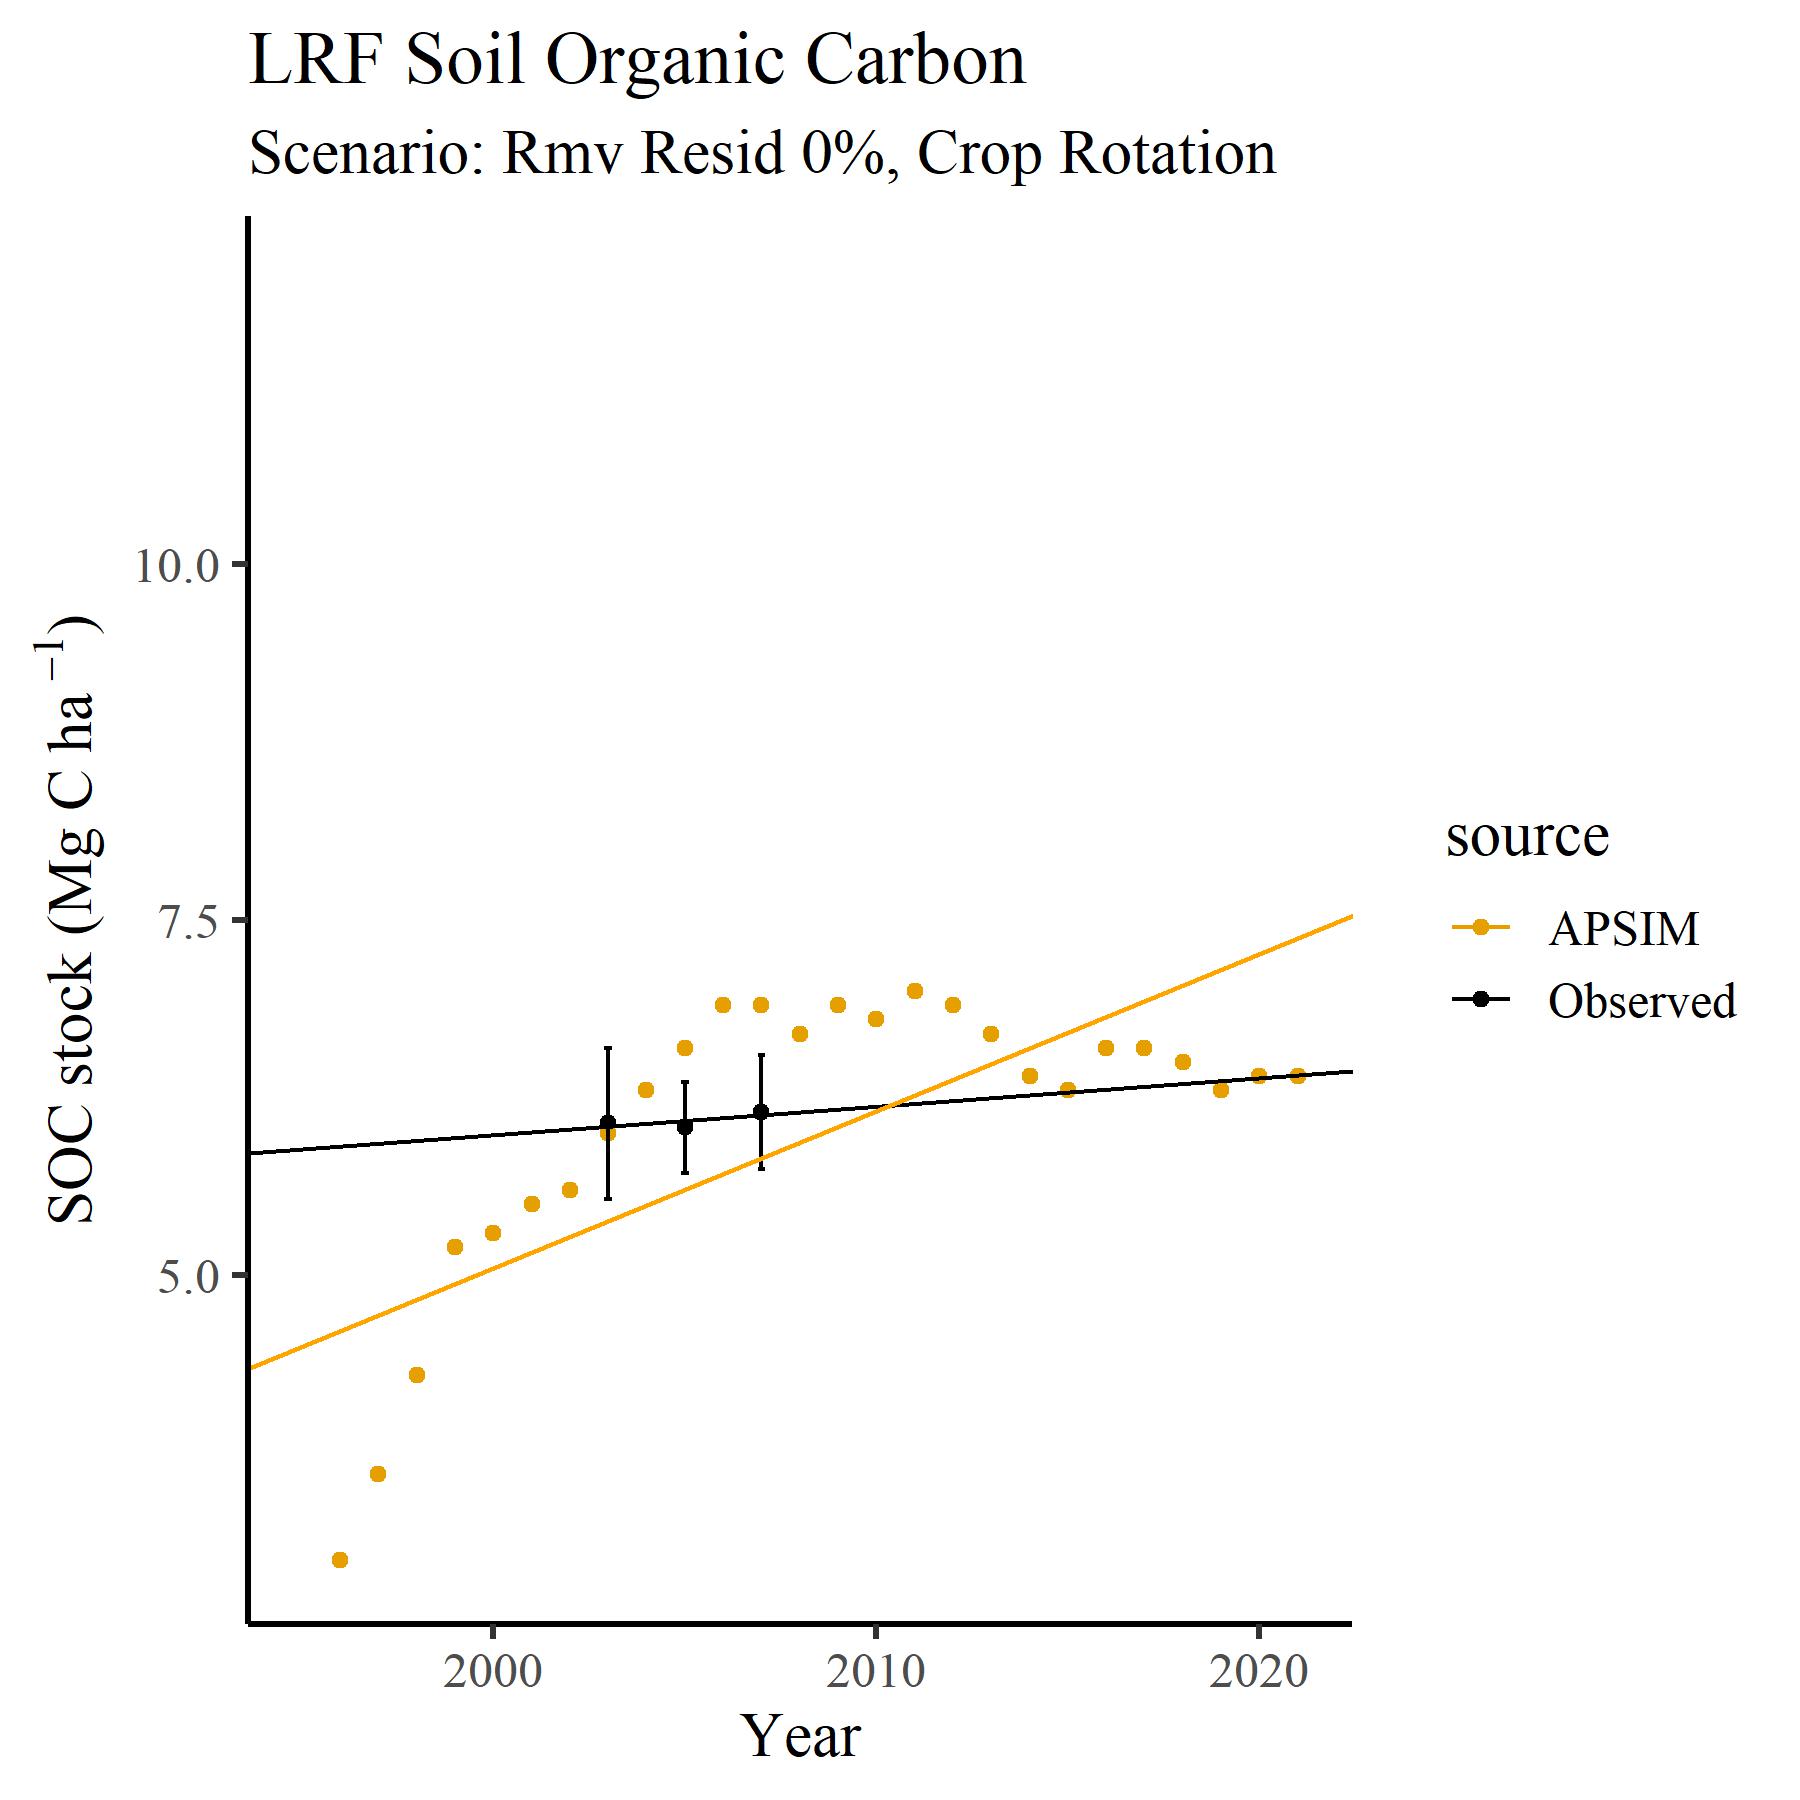 LRF Soil Organic Carbon
Scenario: Rmv Resid 0%, Crop Rotation
SOC stock (Mg C ha −1)
10.0
7.5
5.0
2000 2010 2020
Year
source
APSIM
Observed